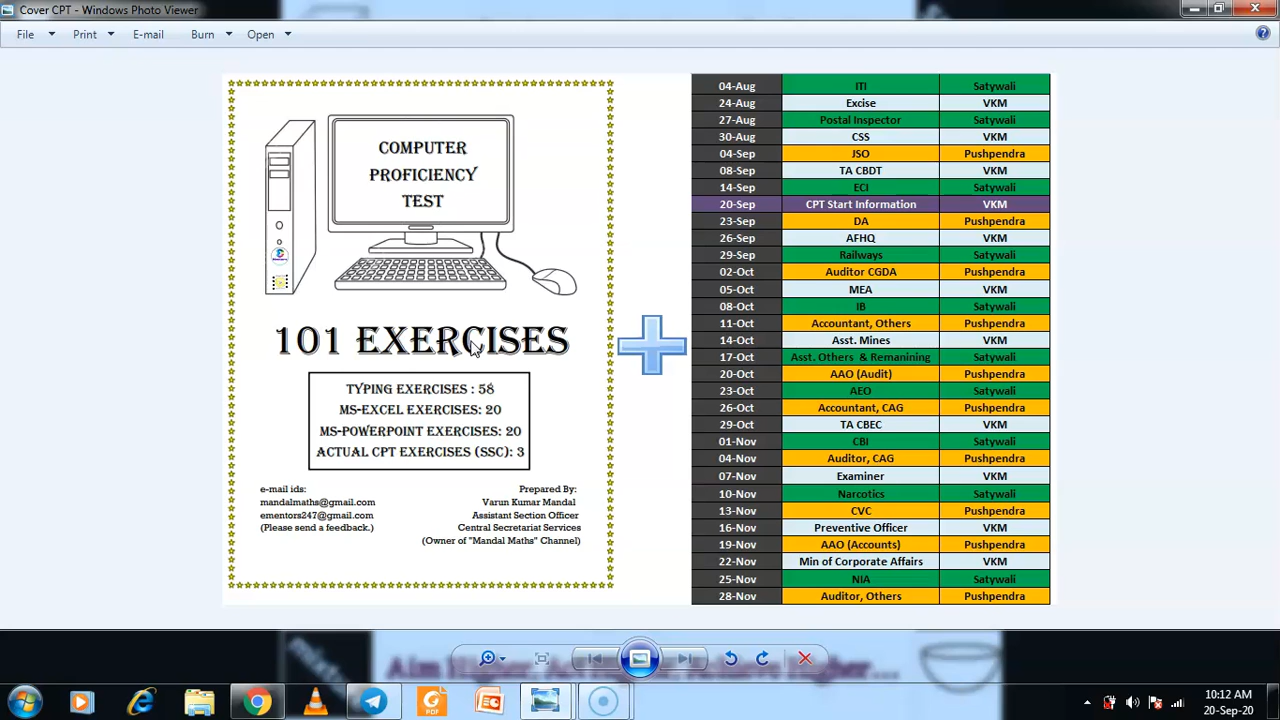 Cover CPT - Windows Photo Viewer
File Print E-mail Burn Open
COMPUTER
PROFICIENCY
TEST
101 EXERCISES
TYPING EXERCISES : 58
MS-EXCEL EXERCISES: 20
MS-POWERPOINT EXERCISES: 20
ACTUAL CPT EXERCISES (SSC): 3
e-mail ids:
mandalmaths@gmail.com
ementors247@gmail.com
(Please send a feedback.)
Prepared By:
Varun Kumar Mandal
Assistant Section Officer
Central Secretariat Services
(Owner of "Mandal Maths" Channel)
04-Aug ITI Satywali
24-Aug Excise VKM
27-Aug Postal Inspector Satywali
30-Aug CSS VKM
04-Sep JSO Pushpendra
08-Sep TA CBDT VKM
14-Sep ECI Satywali
20-Sep CPT Start Information VKM
23-Sep DA Pushpendra
26-Sep AFHQ VKM
29-Sep Railways Satywali
02-Oct Auditor CGDA Pushpendra
05-Oct MEA VKM
08-Oct IB Satywali
11-Oct Accountant, Others Pushpendra
14-Oct Asst. Mines VKM
17-Oct Asst. Others & Remanining Satywali
20-Oct AAO (Audit) Pushpendra
23-Oct AEO Satywali
26-Oct Accountant, CAG Pushpendra
29-Oct TA CBEC VKM
01-Nov CBI Satywali
04-Nov Auditor, CAG Pushpendra
07-Nov Examiner VKM
10-Nov Narcotics Satywali
13-Nov CVC Pushpendra
16-Nov Preventive Officer VKM
19-Nov AAO (Accounts) Pushpendra
22-Nov Min of Corporate Affairs VKM
25-Nov NIA Satywali
28-Nov Auditor, Others Pushpendra
PDF
10:12 AM
20-Sep-20